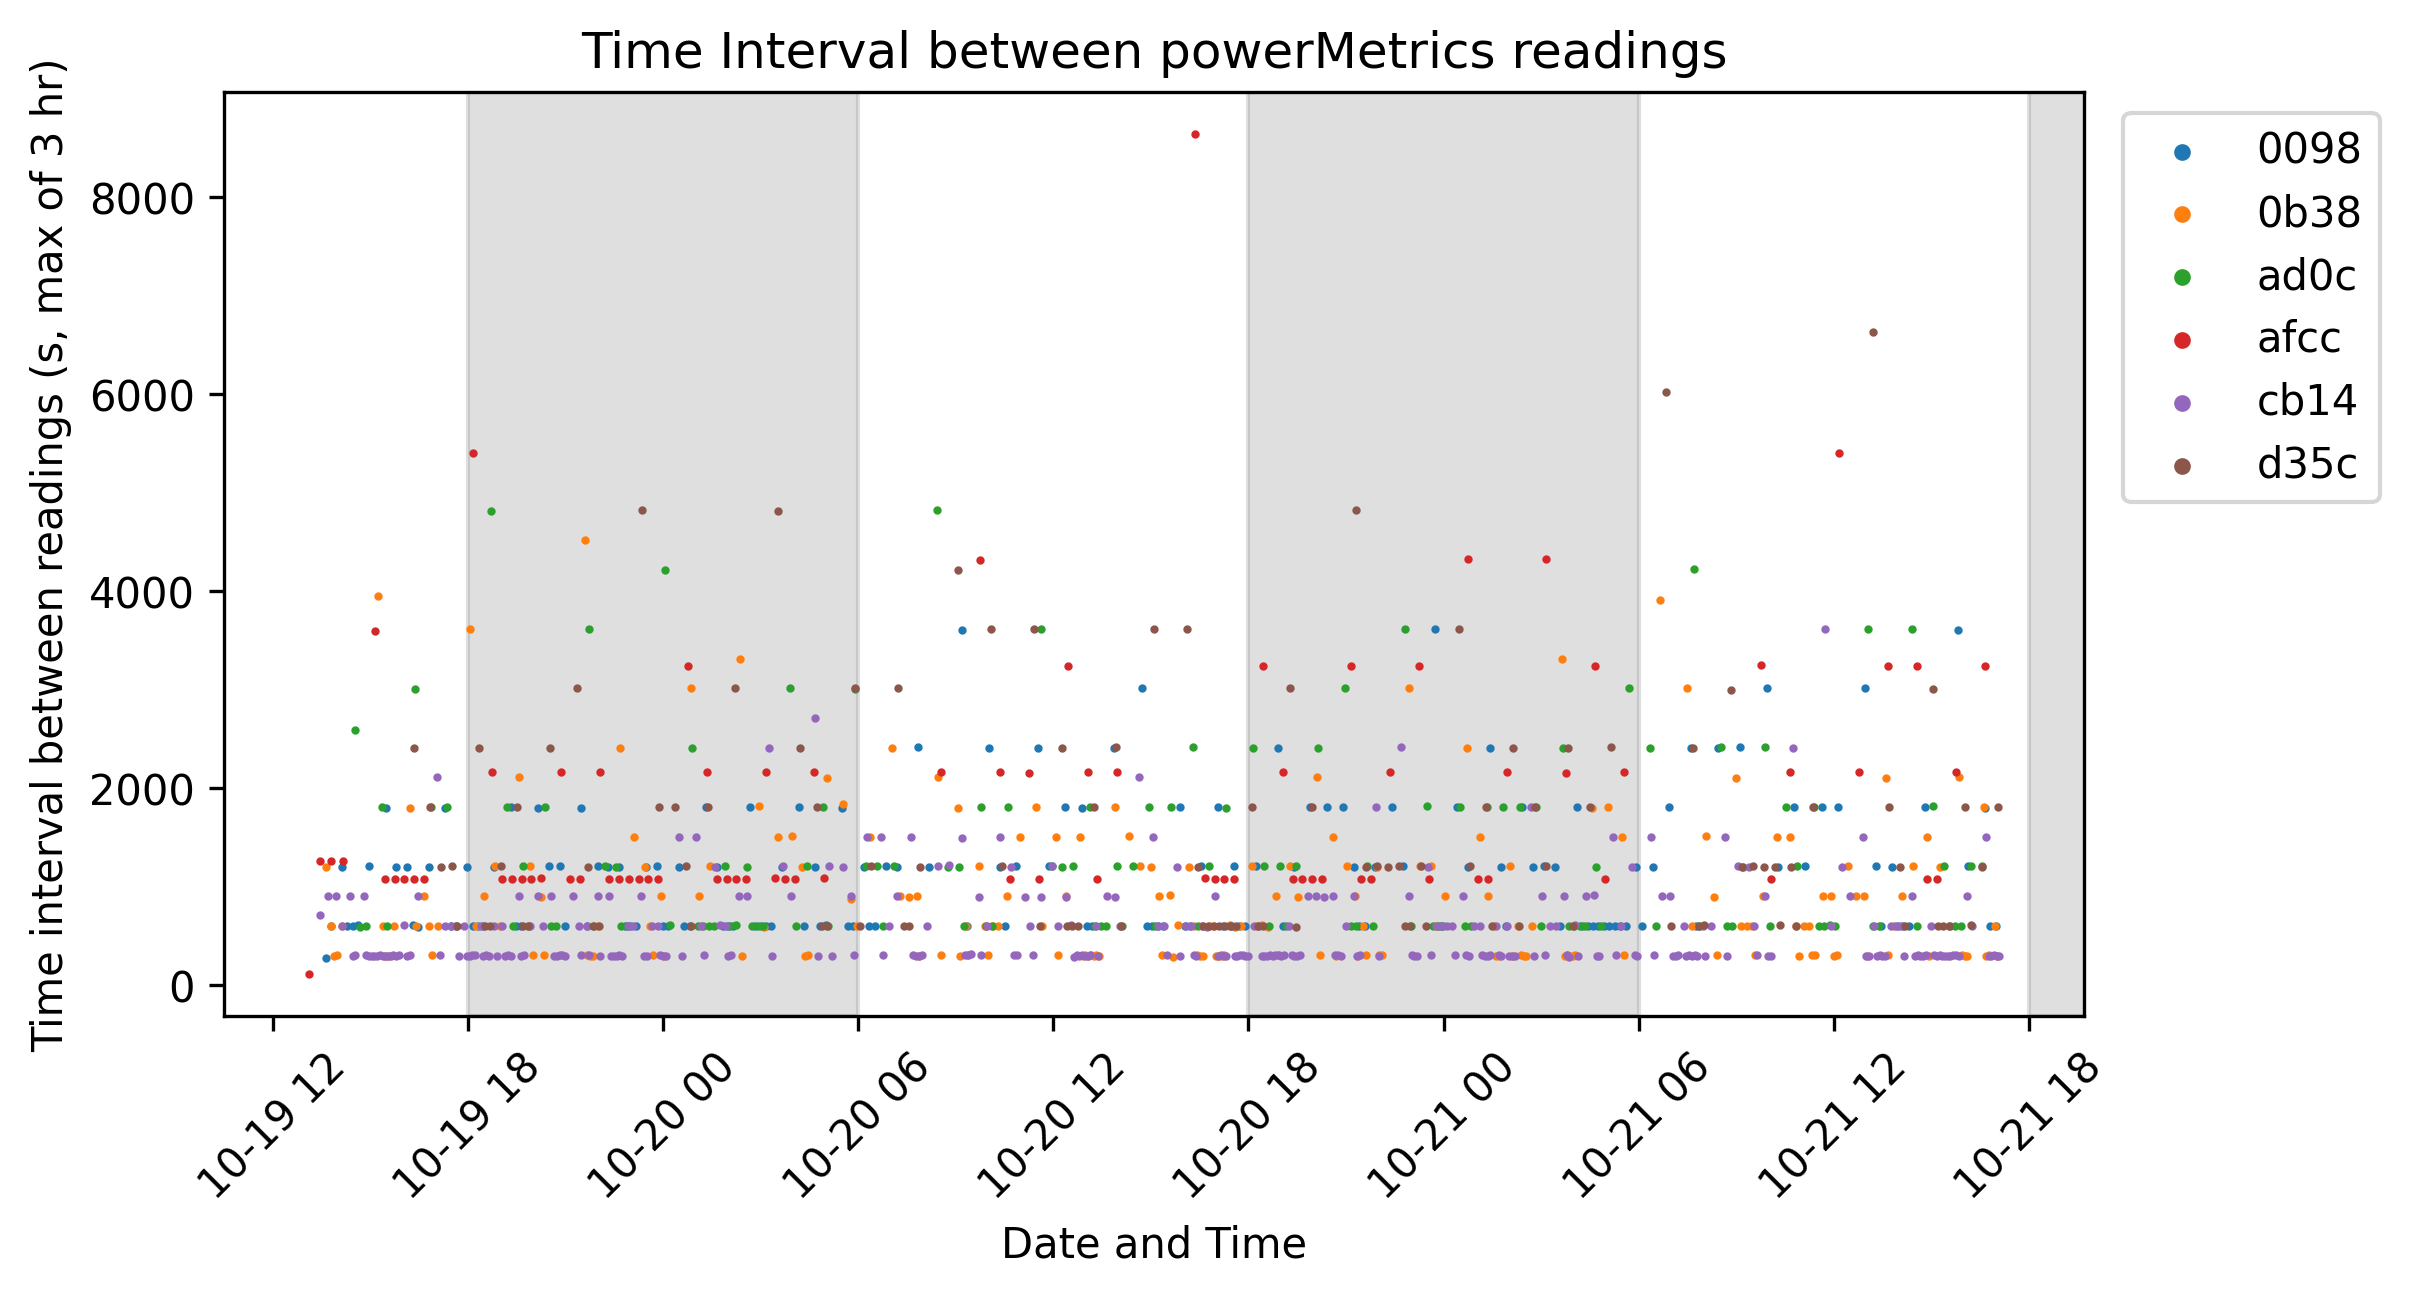 Time Interval between powerMetrics readings
Time interval between readings (s, max of 3 hr)
8000
6000
4000
2000
0
10-19 12
10-19 18
10-20 00
10-20 06
10-20 12
10-20 18
10-21 00
10-21 06
10-21 12
10-21 18
Date and Time
0098
0b38
ad0c
afcc
cb14
d35c